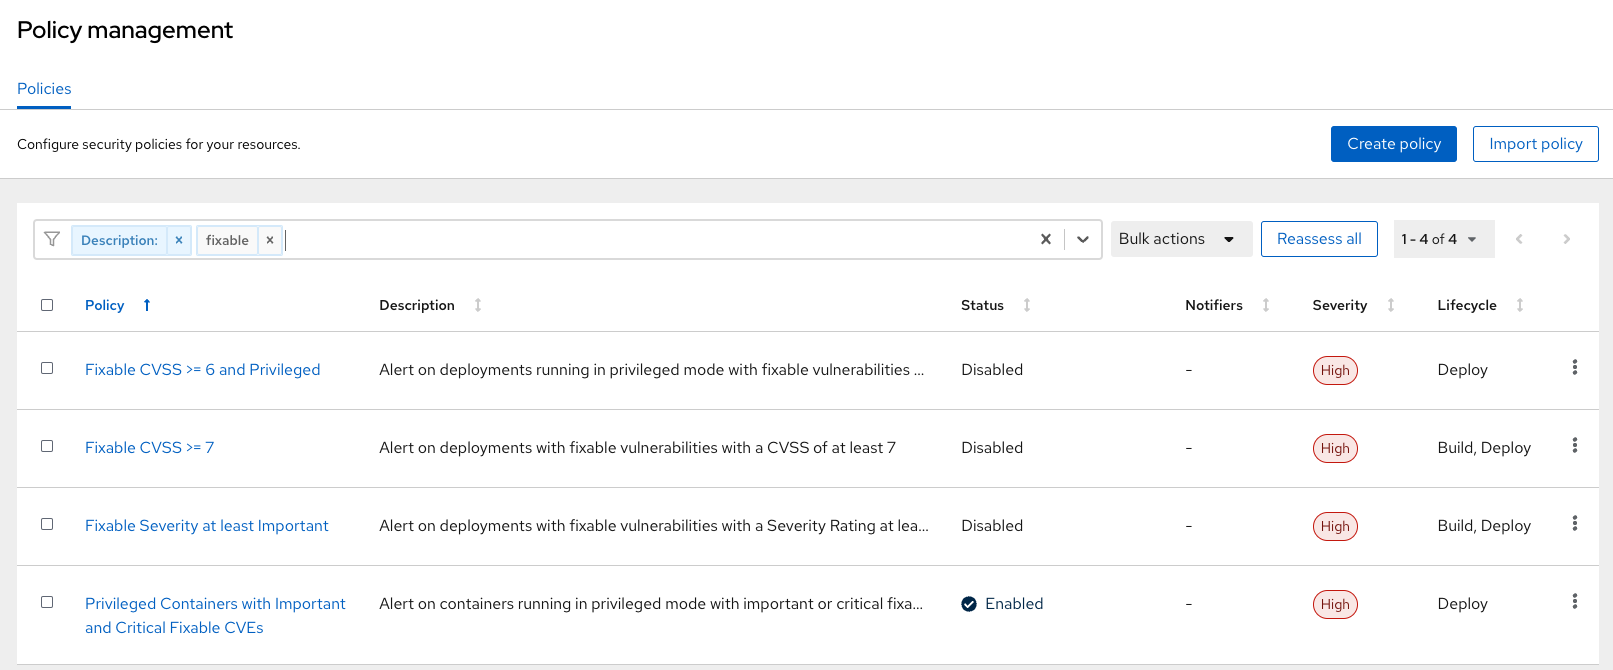 Policy management
Policies
Configure security policies for your resources.
Create policy
Import policy
Description: ×
fixable ×
Bulk actions
Reassess all
1 - 4 of 4
Policy Description Status Notifiers Severity Lifecycle
Fixable CVSS >= 6 and Privileged Alert on deployments running in privileged mode with fixable vulnerabilities ... Disabled - High Deploy
Fixable CVSS >= 7 Alert on deployments with fixable vulnerabilities with a CVSS of at least 7 Disabled - High Build, Deploy
Fixable Severity at least Important Alert on deployments with fixable vulnerabilities with a Severity Rating at lea... Disabled - High Build, Deploy
Privileged Containers with Important Alert on containers running in privileged mode with important or critical fixa... Enabled - High Deploy
and Critical Fixable CVEs